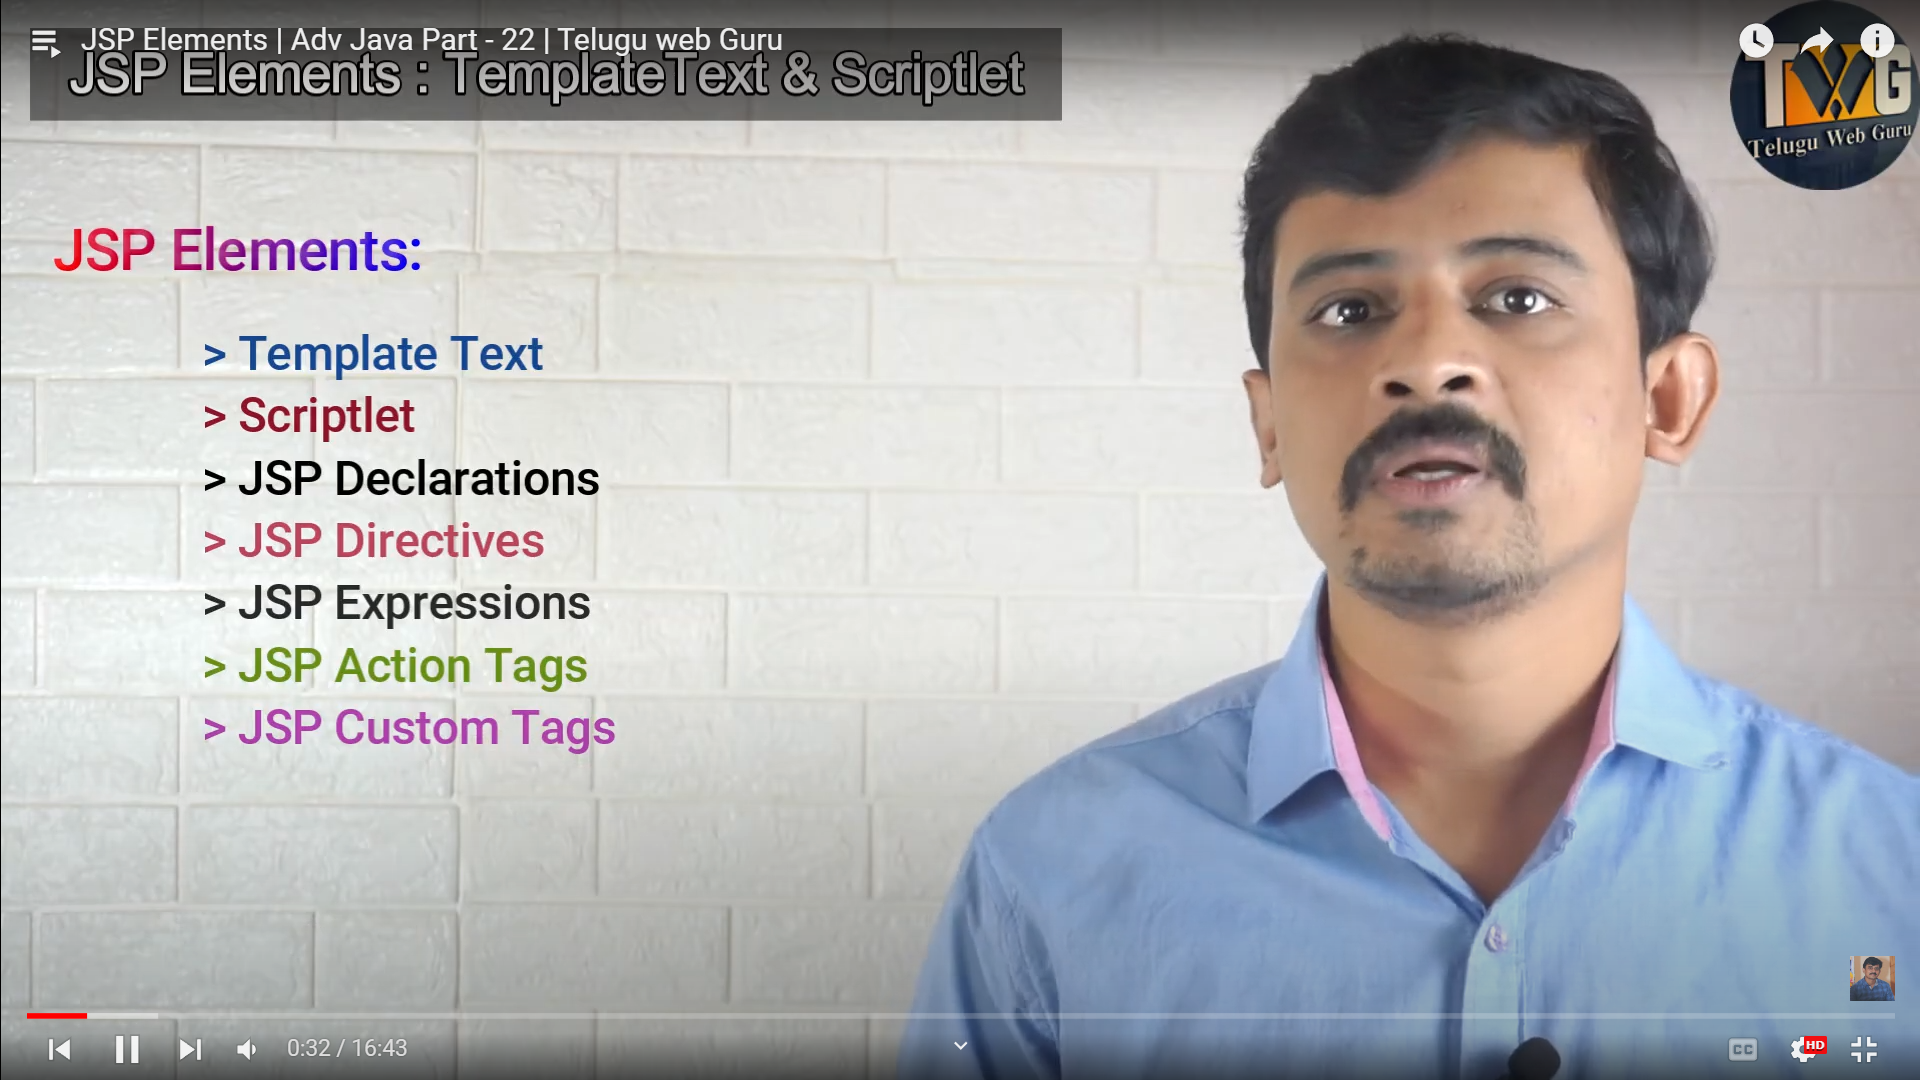 JSP Elements | Adv Java Part - 22 | Telugu web Guru
JSP Elements : TemplateText & Scriptlet
TWG
Telugu Web Guru
JSP Elements:
> Template Text
> Scriptlet
> JSP Declarations
> JSP Directives
> JSP Expressions
> JSP Action Tags
> JSP Custom Tags
0:32 / 16:43
CC
HD